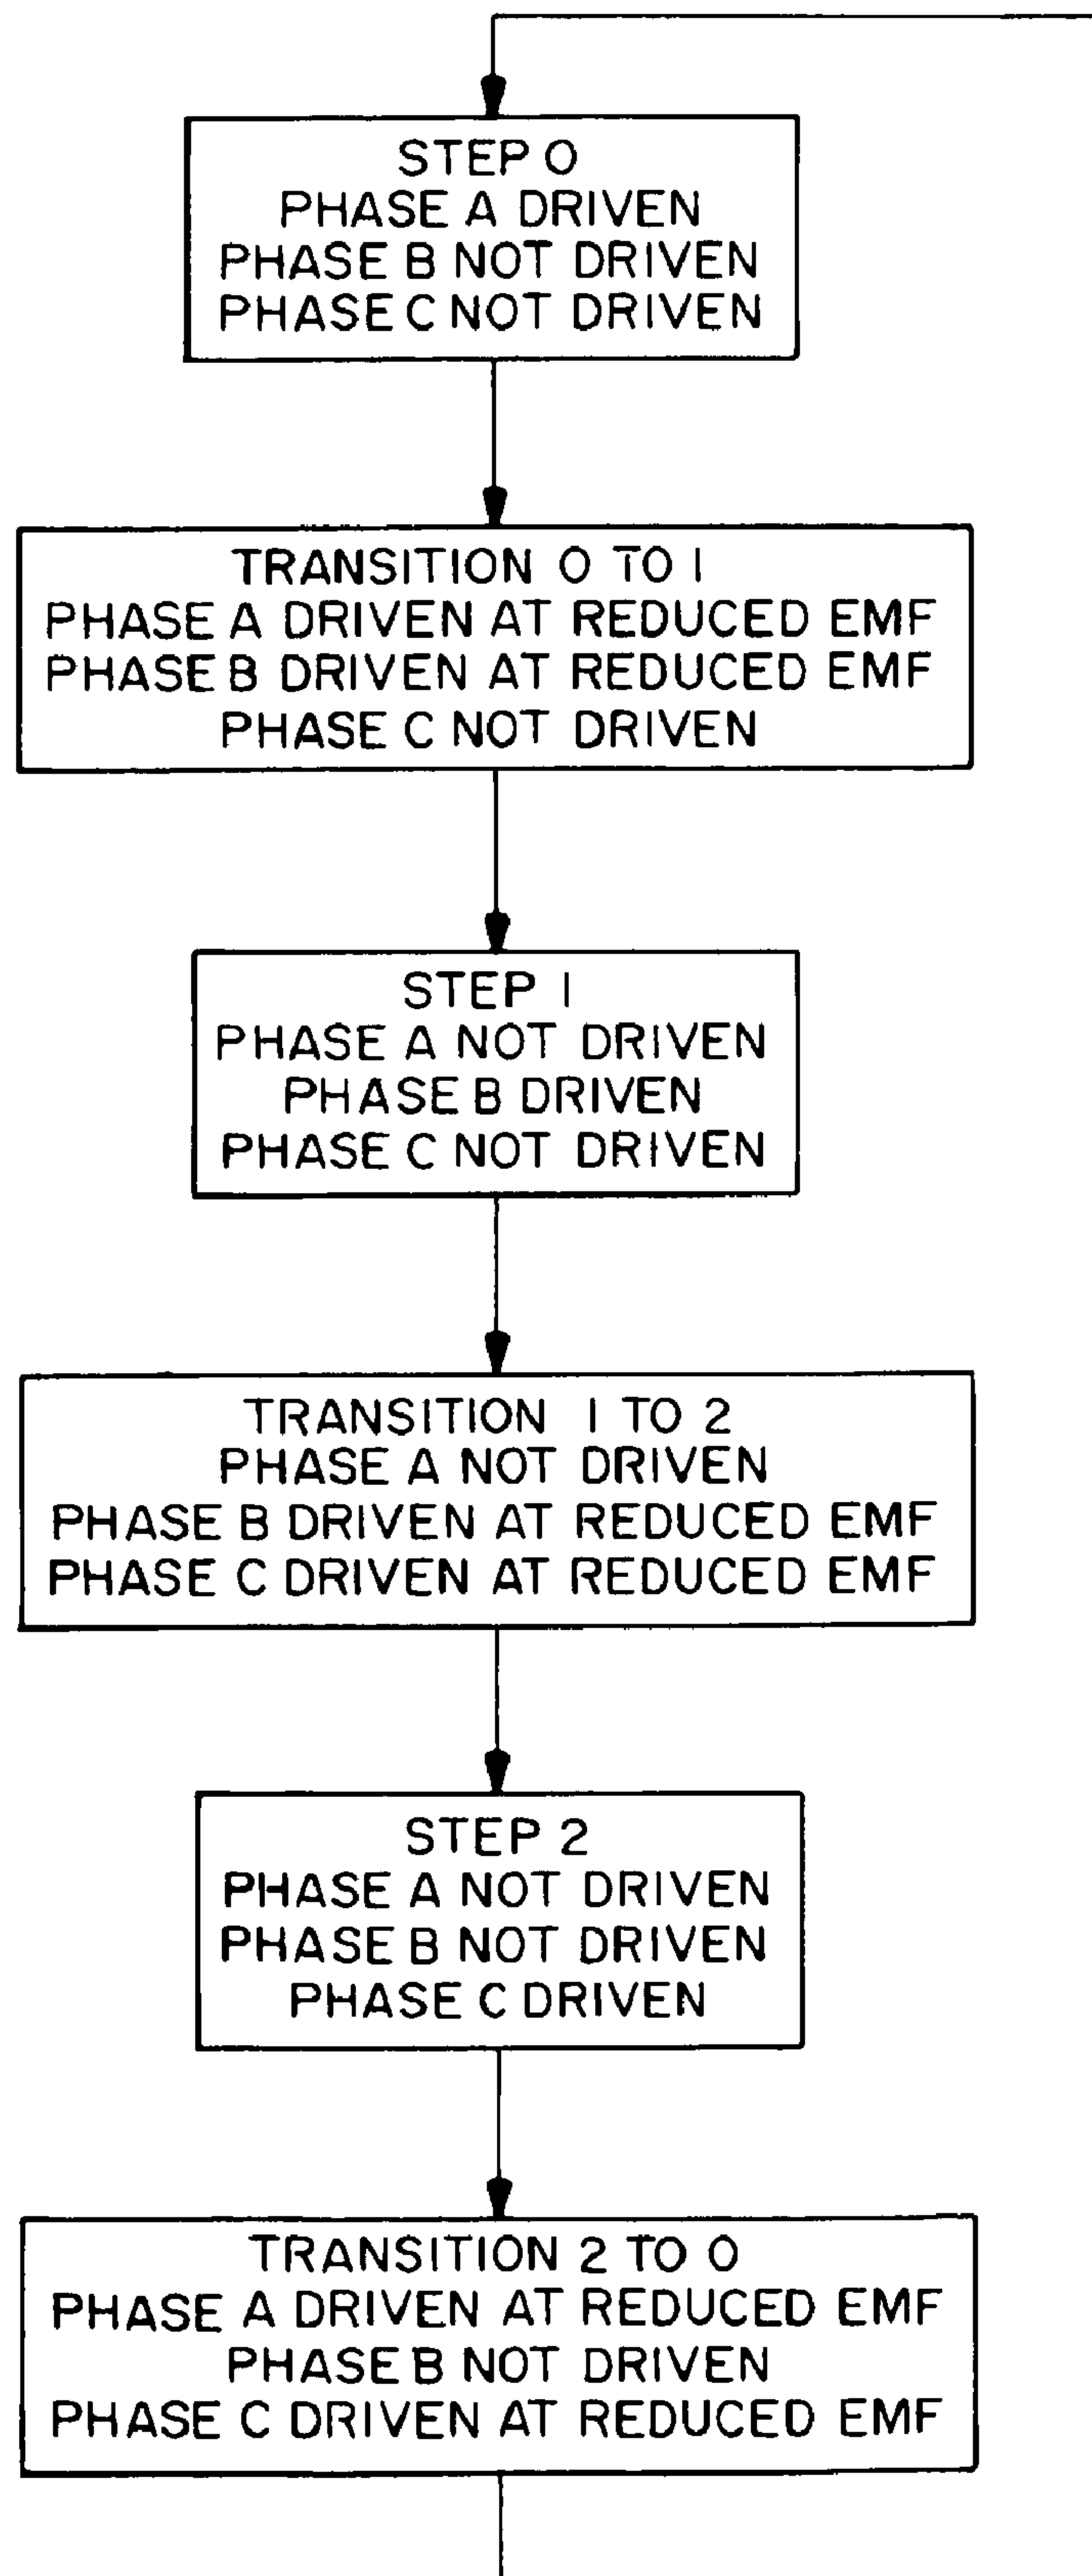 STEP 0
PHASE A DRIVEN
PHASE B NOT DRIVEN
PHASE C NOT DRIVEN
TRANSITION 0 TO 1
PHASE A DRIVEN AT REDUCED EMF
PHASE B DRIVEN AT REDUCED EMF
PHASE C NOT DRIVEN
STEP 1
PHASE A NOT DRIVEN
PHASE B DRIVEN
PHASE C NOT DRIVEN
TRANSITION 1 TO 2
PHASE A NOT DRIVEN
PHASE B DRIVEN AT REDUCED EMF
PHASE C DRIVEN AT REDUCED EMF
STEP 2
PHASE A NOT DRIVEN
PHASE B NOT DRIVEN
PHASE C DRIVEN
TRANSITION 2 TO 0
PHASE A DRIVEN AT REDUCED EMF
PHASE B NOT DRIVEN
PHASE C DRIVEN AT REDUCED EMF